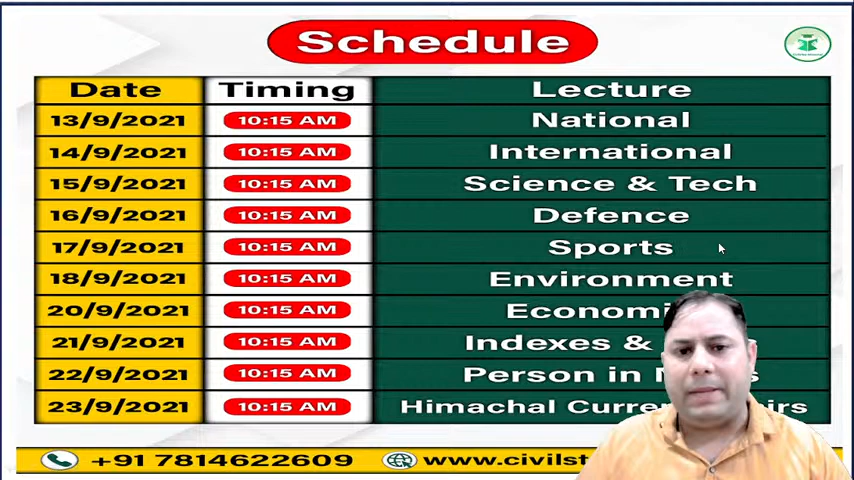 Schedule
Date Timing Lecture
13/9/2021 10:15 AM National
14/9/2021 10:15 AM International
15/9/2021 10:15 AM Science & Tech
16/9/2021 10:15 AM Defence
17/9/2021 10:15 AM Sports
18/9/2021 10:15 AM Environment
20/9/2021 10:15 AM
21/9/2021 10:15 AM Indexes &
22/9/2021 10:15 AM Person in
23/9/2021 10:15 AM Himachal
+91 7814622609